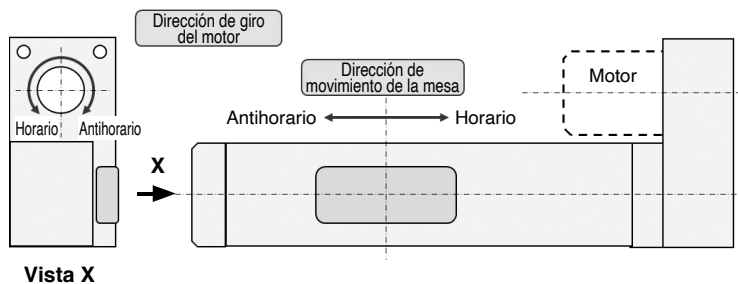 Dirección de giro
del motor
Dirección de
movimiento de la mesa
Motor
Antihorario
Horario
Horario
Antihorario
X
Vista X